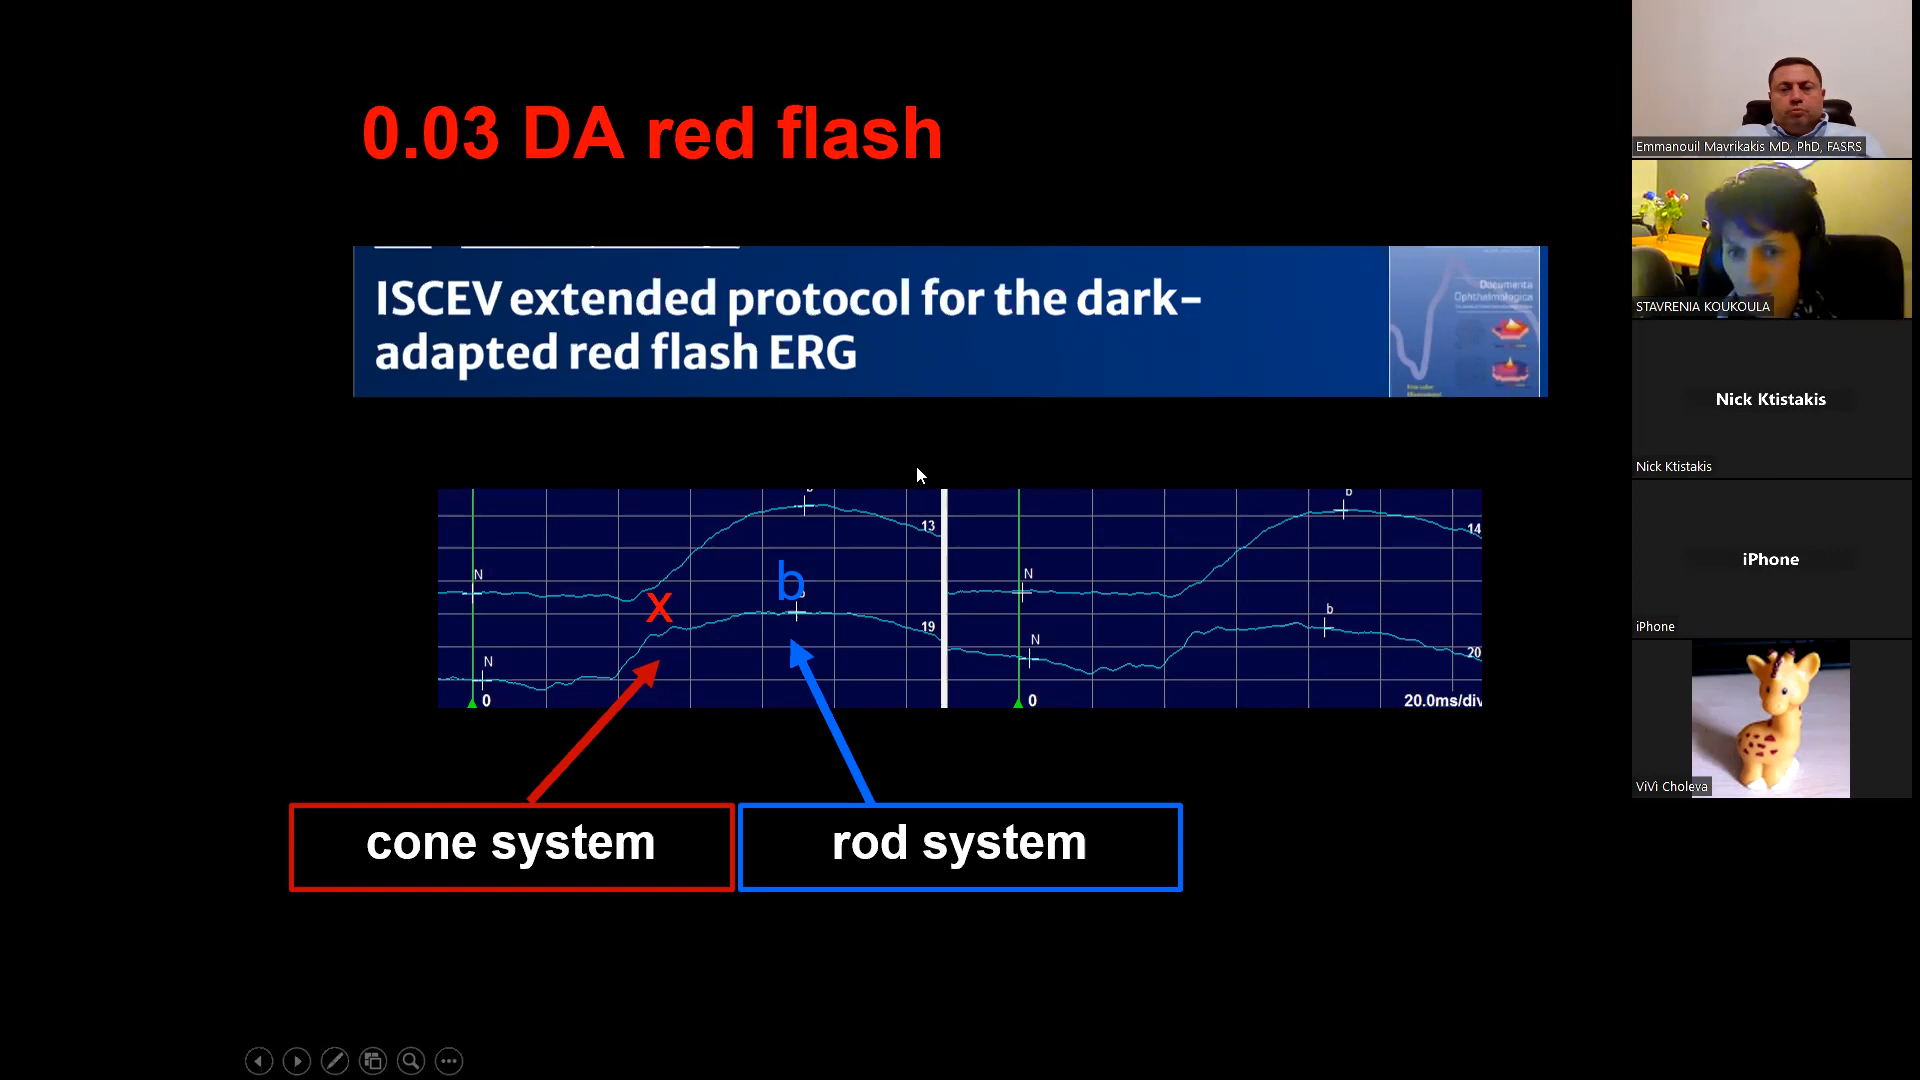 0.03 DA red flash
ISCEV extended protocol for the dark-
adapted red flash ERG
Documenta
Ophthalmologica
b
13
N
x
b
b
19
N
0
b
14
N
b
N
20
0
20.0ms/div
cone system
rod system
Emmanouil Mavrikakis MD, PhD, FASRS
STAVRENIA KOUKOULA
Nick Ktistakis
Nick Ktistakis
iPhone
iPhone
ViVi Choleva